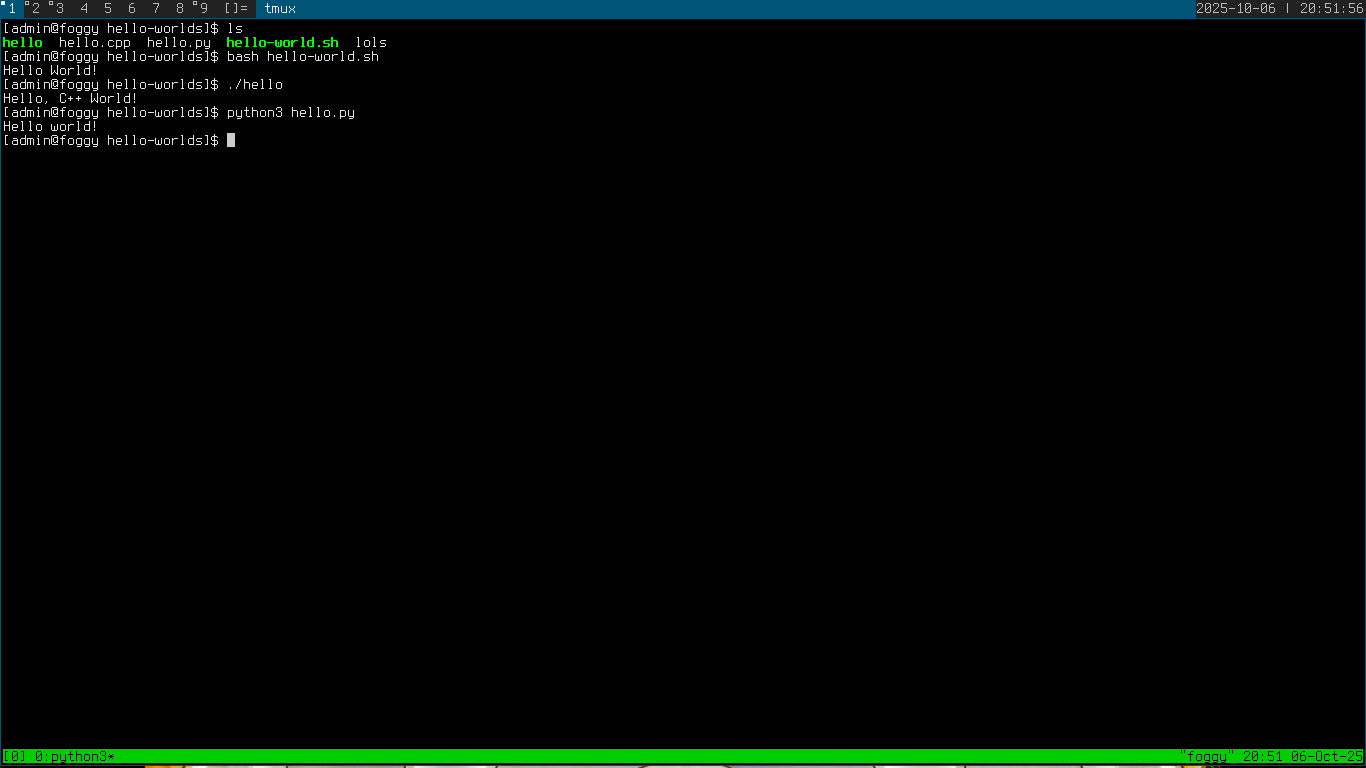 1 2 3 4 5 6 7 8 9 []= tmux 2025-10-06 | 20:51:56
[admin@foggy hello-worlds]$ ls
hello hello.cpp hello.py hello-world.sh lols
[admin@foggy hello-worlds]$ bash hello-world.sh
Hello World!
[admin@foggy hello-worlds]$ ./hello
Hello, C++ World!
[admin@foggy hello-worlds]$ python3 hello.py
Hello world!
[admin@foggy hello-worlds]$
[0] 0:python3* "foggy" 20:51 06-Oct-25